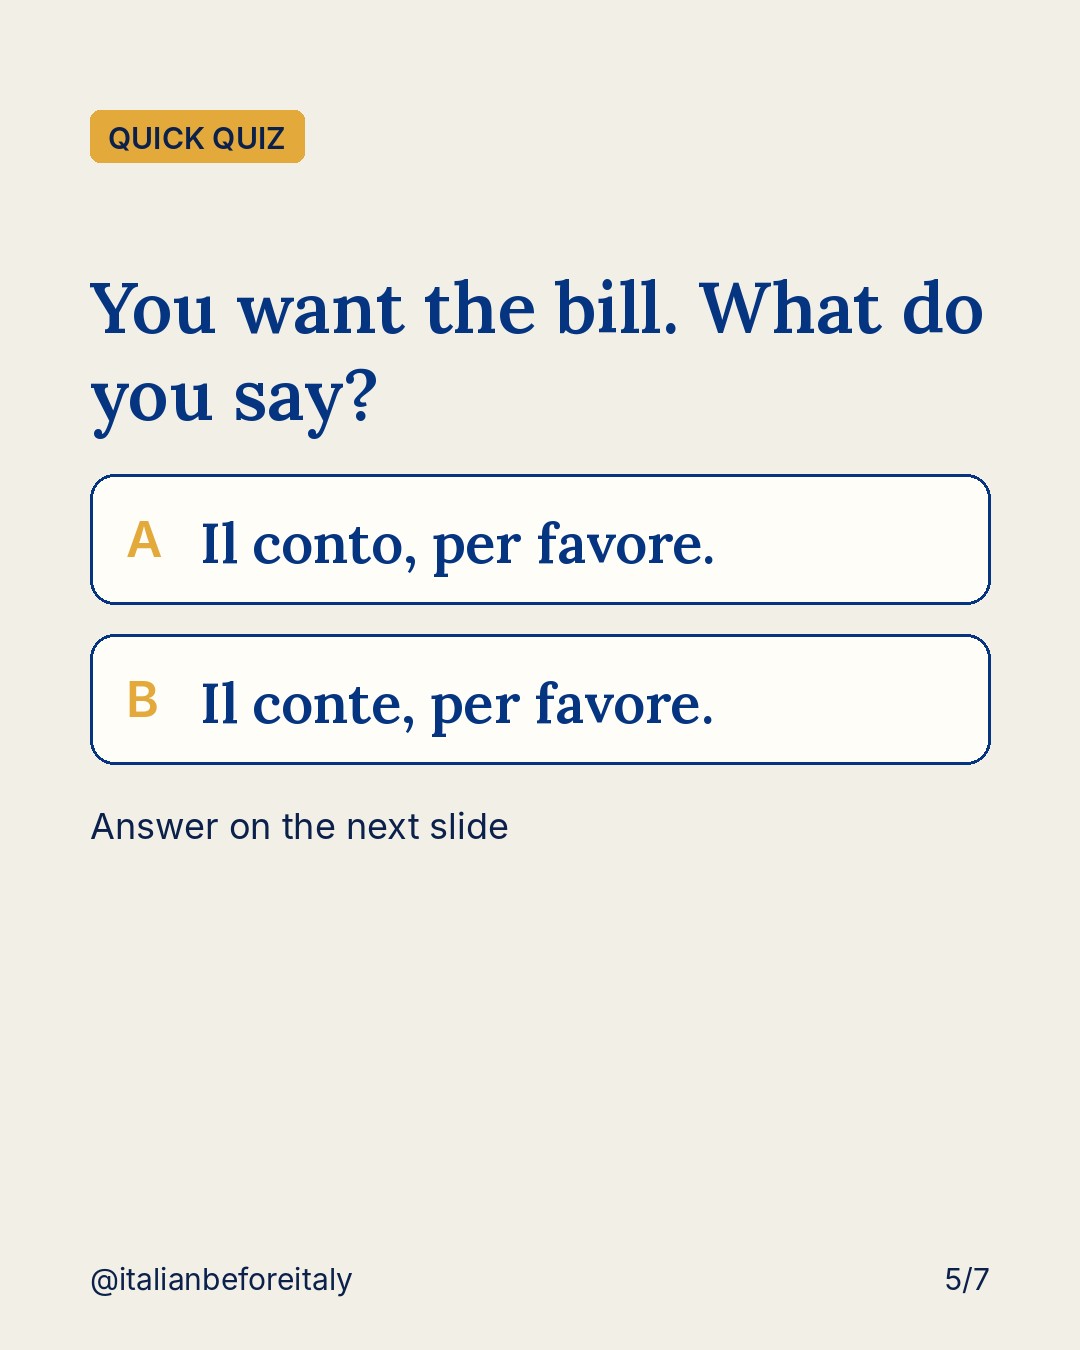 QUICK QUIZ
You want the bill. What do
you say?
A Il conto, per favore.
B Il conte, per favore.
Answer on the next slide
@italianbeforeitaly 5/7